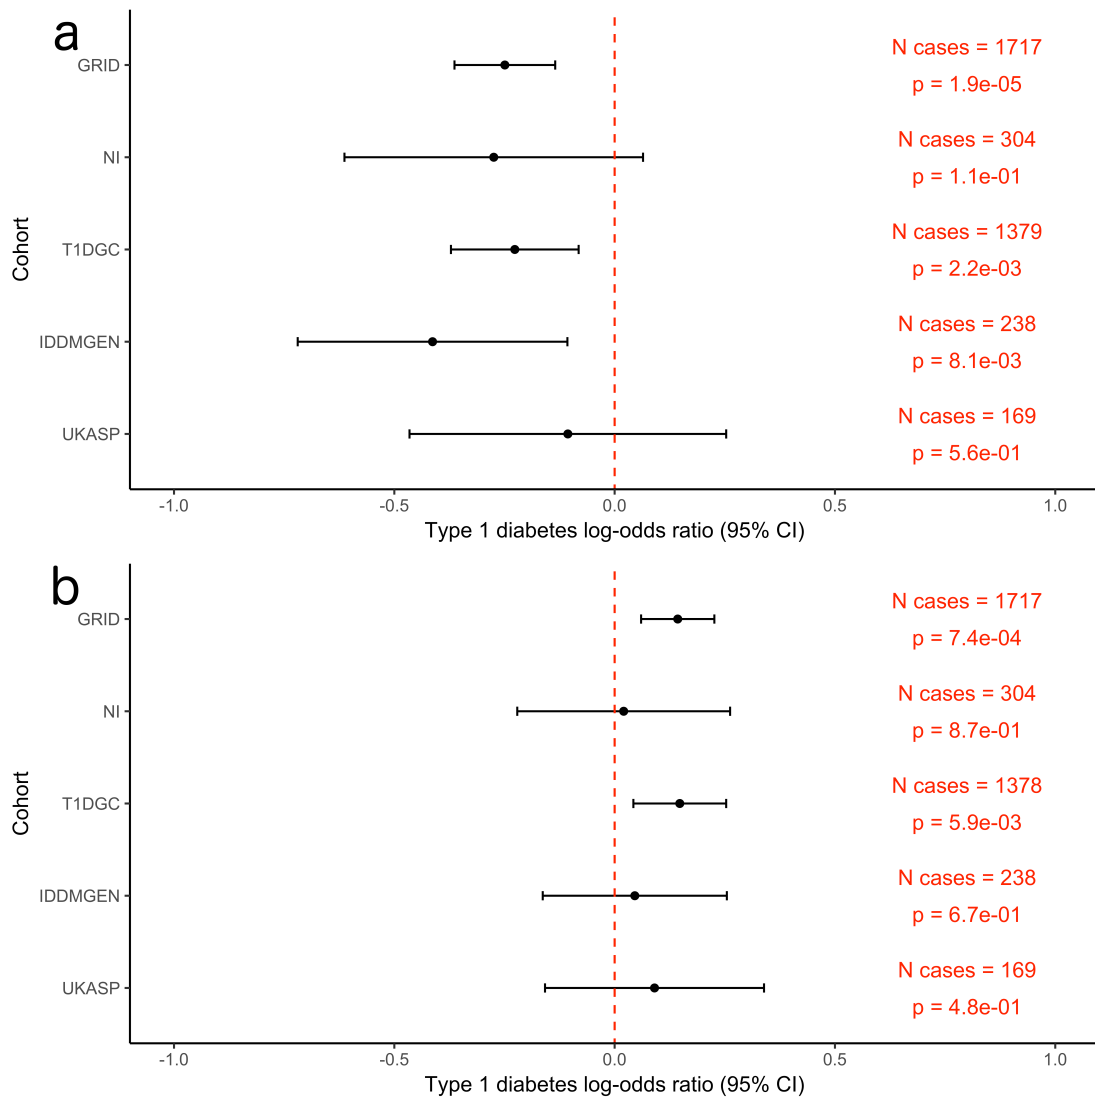 a
GRID
N cases = 1717
p = 1.9e-05
NI
N cases = 304
p = 1.1e-01
Cohort
T1DGC
N cases = 1379
p = 2.2e-03
IDDMGEN
N cases = 238
p = 8.1e-03
UKASP
N cases = 169
p = 5.6e-01
-1.0 -0.5 0.0 0.5 1.0
Type 1 diabetes log-odds ratio (95% CI)
b
GRID
N cases = 1717
p = 7.4e-04
NI
N cases = 304
p = 8.7e-01
Cohort
T1DGC
N cases = 1378
p = 5.9e-03
IDDMGEN
N cases = 238
p = 6.7e-01
UKASP
N cases = 169
p = 4.8e-01
-1.0 -0.5 0.0 0.5 1.0
Type 1 diabetes log-odds ratio (95% CI)